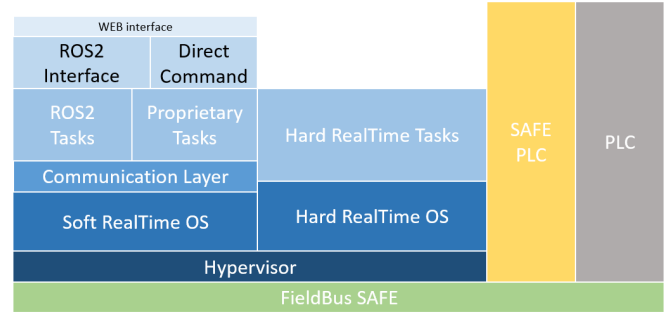 WEB interface
ROS2
Interface
Direct
Command
ROS2
Tasks
Proprietary
Tasks
Hard RealTime Tasks
SAFE
PLC
PLC
Communication Layer
Soft RealTime OS
Hard RealTime OS
Hypervisor
FieldBus SAFE